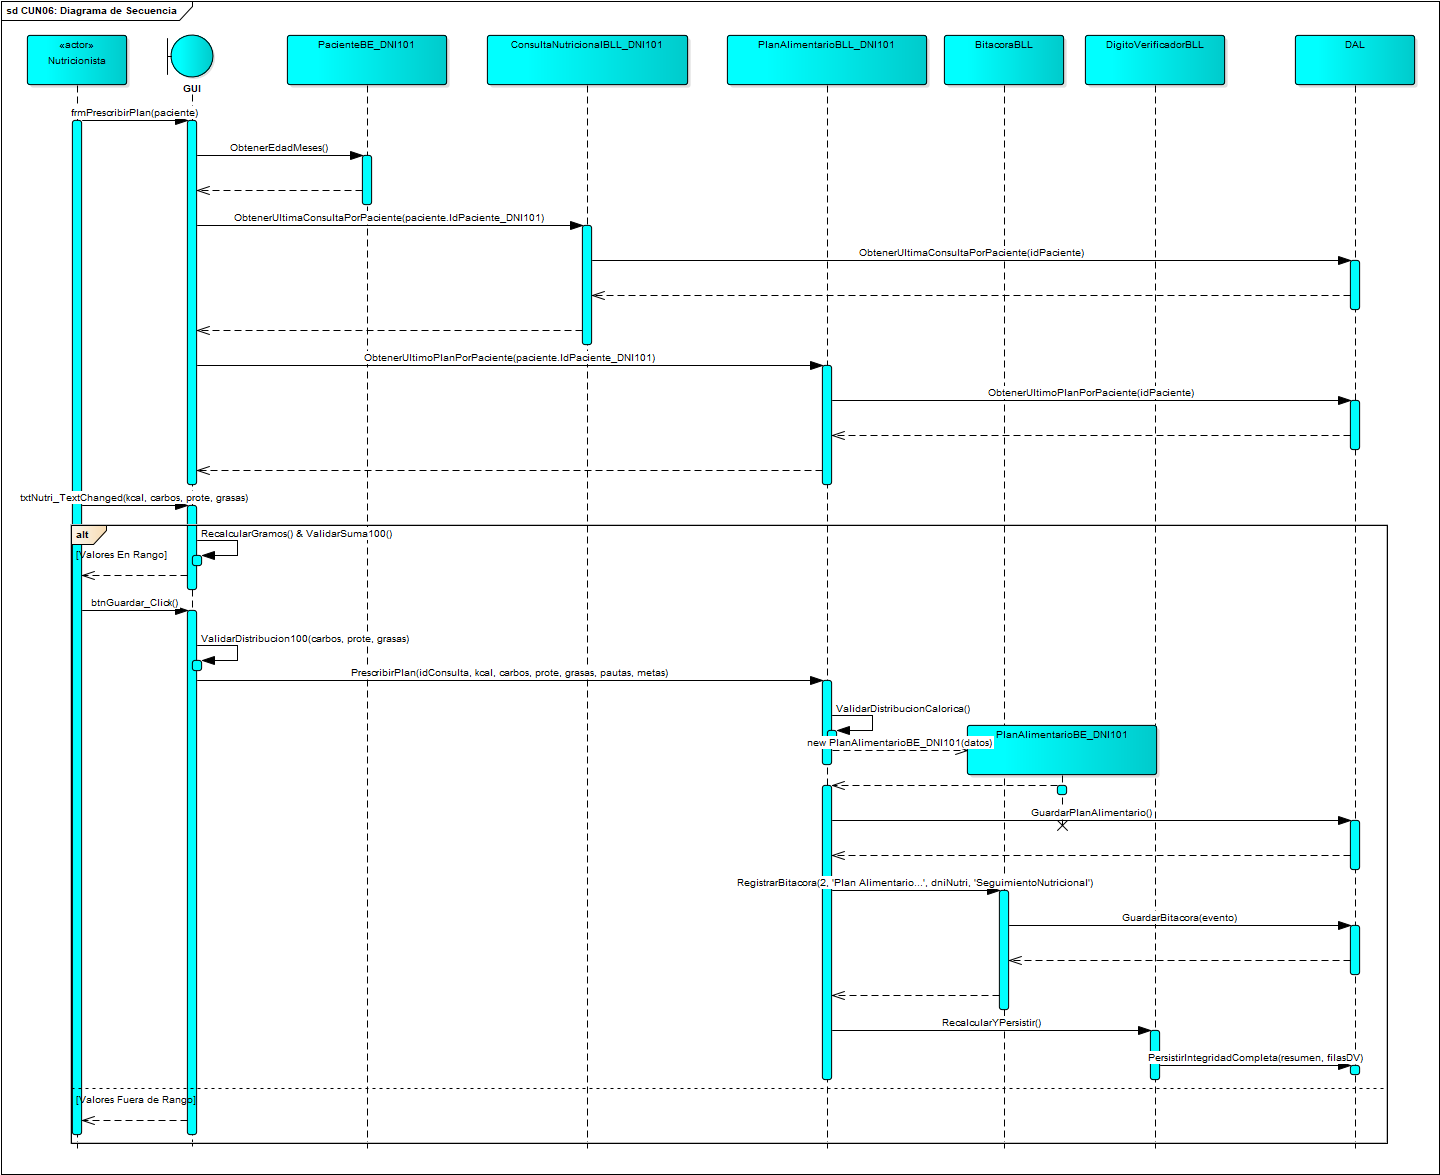 sd CUN06: Diagrama de Secuencia
«actor»
Nutricionista
GUI
PacienteBE_DNI101
ConsultaNutricionalBLL_DNI101
PlanAlimentarioBLL_DNI101
BitacoraBLL
DigitoVerificadorBLL
DAL
frmPrescribirPlan(paciente)
ObtenerEdadMeses()
ObtenerUltimaConsultaPorPaciente(paciente.IdPaciente_DNI101)
ObtenerUltimaConsultaPorPaciente(idPaciente)
ObtenerUltimoPlanPorPaciente(paciente.IdPaciente_DNI101)
ObtenerUltimoPlanPorPaciente(idPaciente)
txtNutri_TextChanged(kcal, carbos, prote, grasas)
alt
RecalcularGramos() & ValidarSuma100()
[Valores En Rango]
btnGuardar_Click()
ValidarDistribucion100(carbos, prote, grasas)
PrescribirPlan(idConsulta, kcal, carbos, prote, grasas, pautas, metas)
ValidarDistribucionCalorica()
new PlanAlimentarioBE_DNI101(datos)
PlanAlimentarioBE_DNI101
GuardarPlanAlimentario()
RegistrarBitacora(2, 'Plan Alimentario...', dniNutri, 'SeguimientoNutricional')
GuardarBitacora(evento)
RecalcularYPersistir()
PersistirIntegridadCompleta(resumen, filasDV)
[Valores Fuera de Rango]